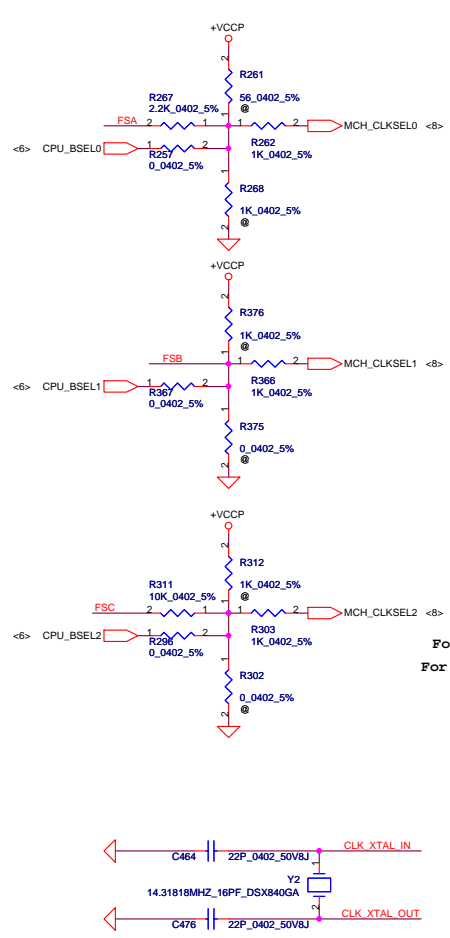 +VCCP
2
R261
56_0402_5%
@
1
R267
2.2K_0402_5%
FSA 2 1 1 2 MCH_CLKSEL0 <8>
R262
1K_0402_5%
<6> CPU_BSEL0 1 2
R257
0_0402_5%
1
R268
1K_0402_5%
@
2
+VCCP
2
R376
1K_0402_5%
@
1
FSB 1 2 MCH_CLKSEL1 <8>
R366
1K_0402_5%
<6> CPU_BSEL1 1 2
R367
0_0402_5%
1
R375
0_0402_5%
@
2
+VCCP
2
R312
1K_0402_5%
@
1
R311
10K_0402_5%
FSC 2 1 1 2 MCH_CLKSEL2 <8>
R303
1K_0402_5%
<6> CPU_BSEL2 1 2
R296
0_0402_5%
Fo
For
1
R302
0_0402_5%
@
2
CLK_XTAL_IN
C464 22P_0402_50V8J
1
Y2
14.31818MHZ_16PF_DSX840GA
2
CLK_XTAL_OUT
C476 22P_0402_50V8J